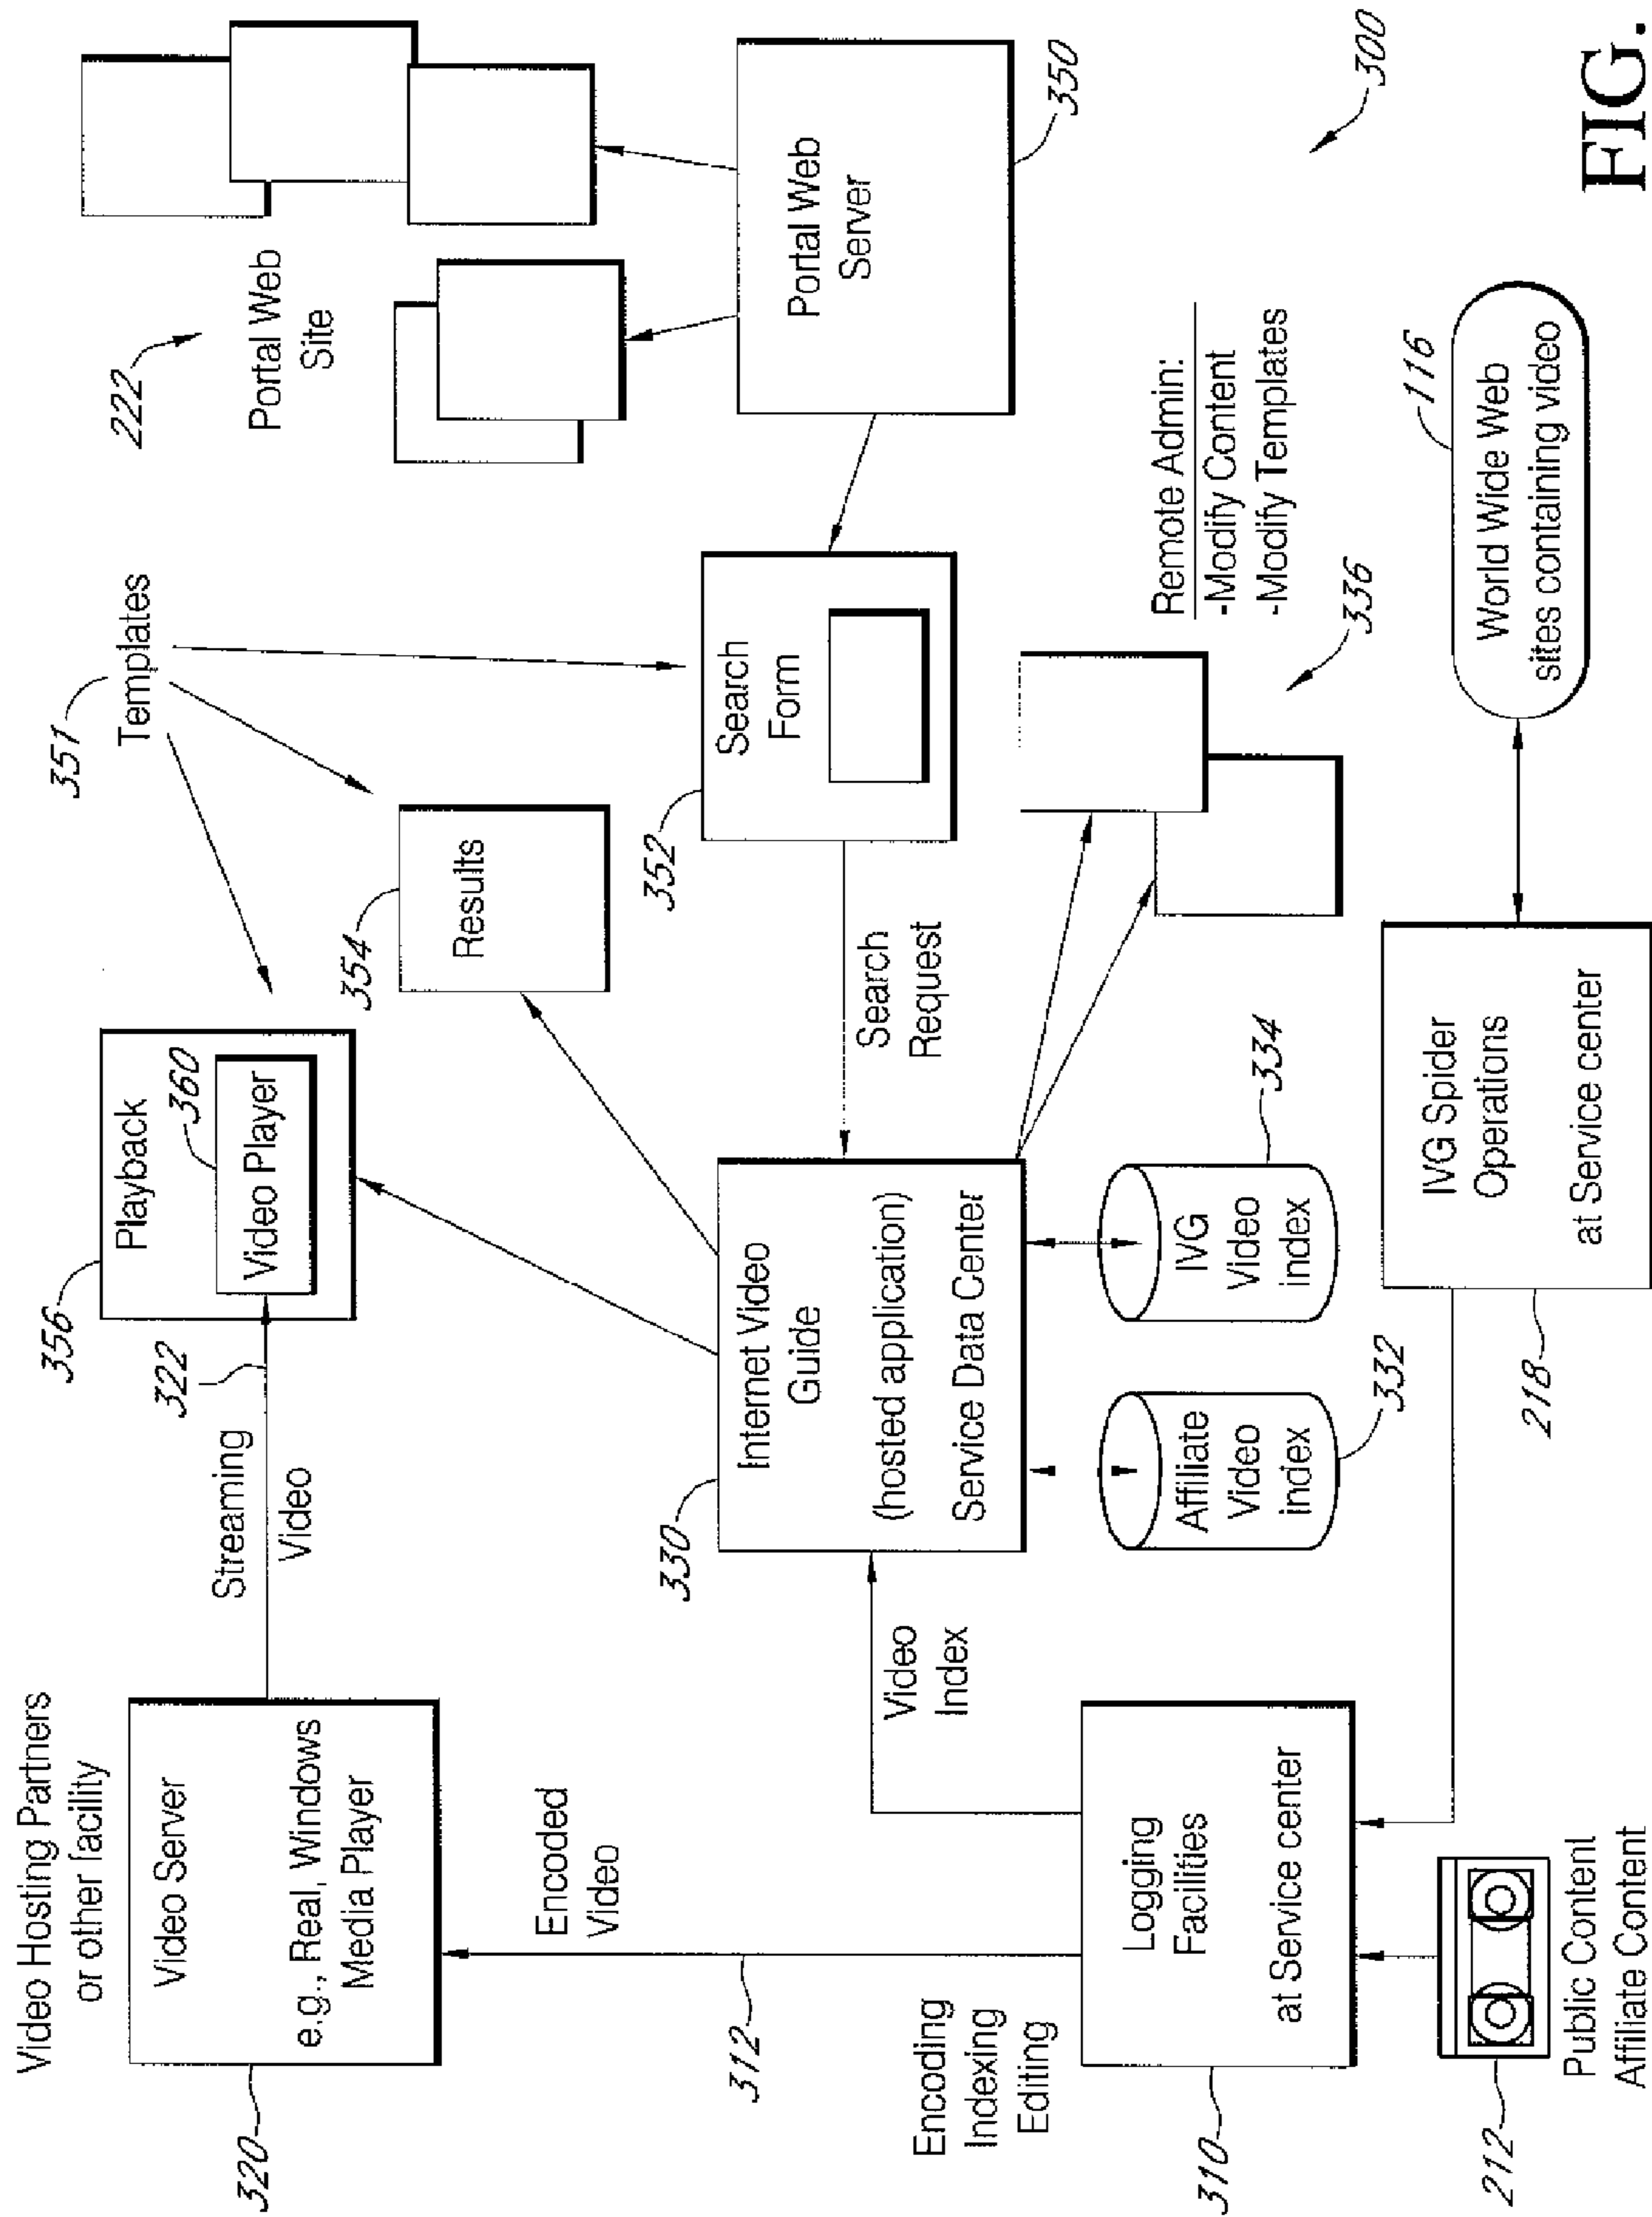 Video Hosting Partners
or other facility
Video Server
e.g., Real, Windows
Media Player
320
Streaming
Video
322
356
Playback
360
Video Player
351
Templates
222
Portal Web
Site
354
Results
Encoded
Video
312
330
Internet Video
Guide
(hosted application)
Service Data Center
Search
Request
352
Search
Form
Portal Web
Server
350
Video
Index
Encoding
Indexing
Editing
310
Logging
Facilities
at Service center
Affiliate
Video
index
332
IVG
Video
index
334
Remote Admin:
-Modify Content
-Modify Templates
336
300
212
Public Content
Affiliate Content
218
IVG Spider
Operations
at Service center
116
World Wide Web
sites containing video
FIG.